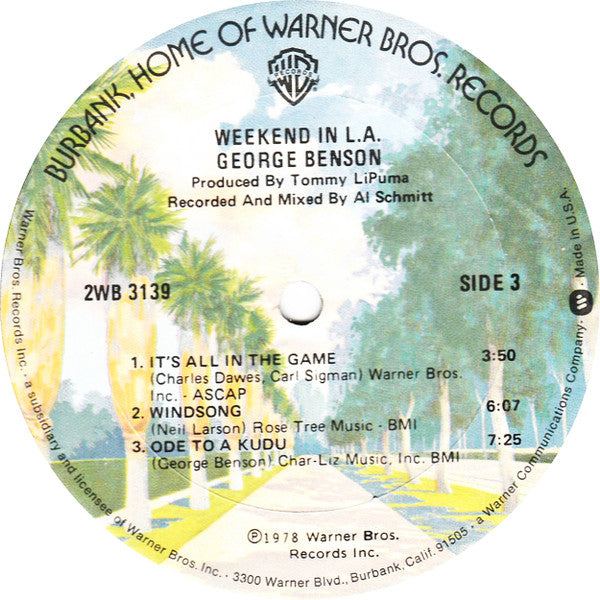 BURBANK, HOME OF WARNER BROS. RECORDS
WB
RECORDS
WEEKEND IN L.A.
GEORGE BENSON
Produced By Tommy LiPuma
Recorded And Mixed By Al Schmitt
2WB 3139
SIDE 3
1. IT'S ALL IN THE GAME 3:50
(Charles Dawes, Carl Sigman) Warner Bros.
Inc. - ASCAP
2. WINDSONG 6:07
(Neil Larson) Rose Tree Music - BMI
3. ODE TO A KUDU 7:25
(George Benson) Char-Liz Music, Inc. BMI
Ⓟ1978 Warner Bros.
Records Inc.
Warner Bros. Records Inc. · a subsidiary and licensee of Warner Bros. Inc. · 3300 Warner Blvd., Burbank, Calif. 91505 · a Warner Communications Company · Made in U.S.A.